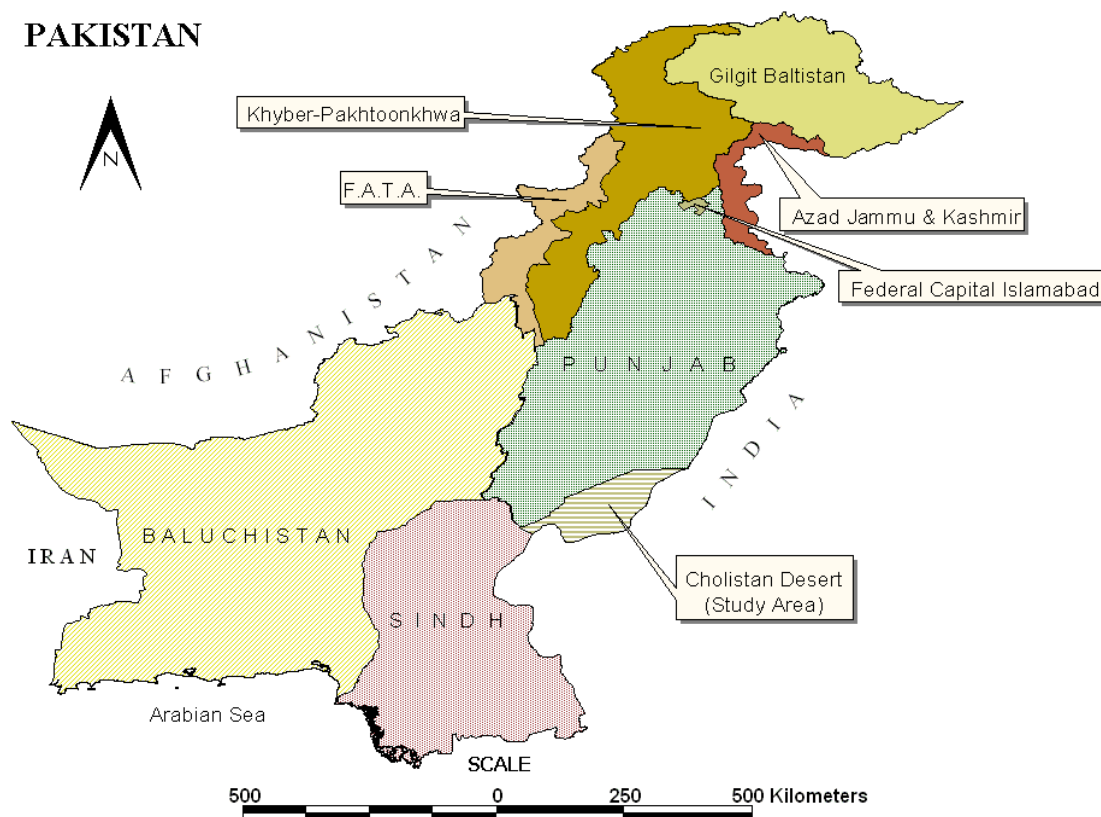 PAKISTAN
Gilgit Baltistan
Khyber-Pakhtoonkhwa
N
F.A.T.A.
Azad Jammu & Kashmir
Federal Capital Islamabad
AFGHANISTAN
PUNJAB
INDIA
BALUCHISTAN
IRAN
Cholistan Desert
(Study Area)
SINDH
Arabian Sea
SCALE
500 0 250 500 Kilometers